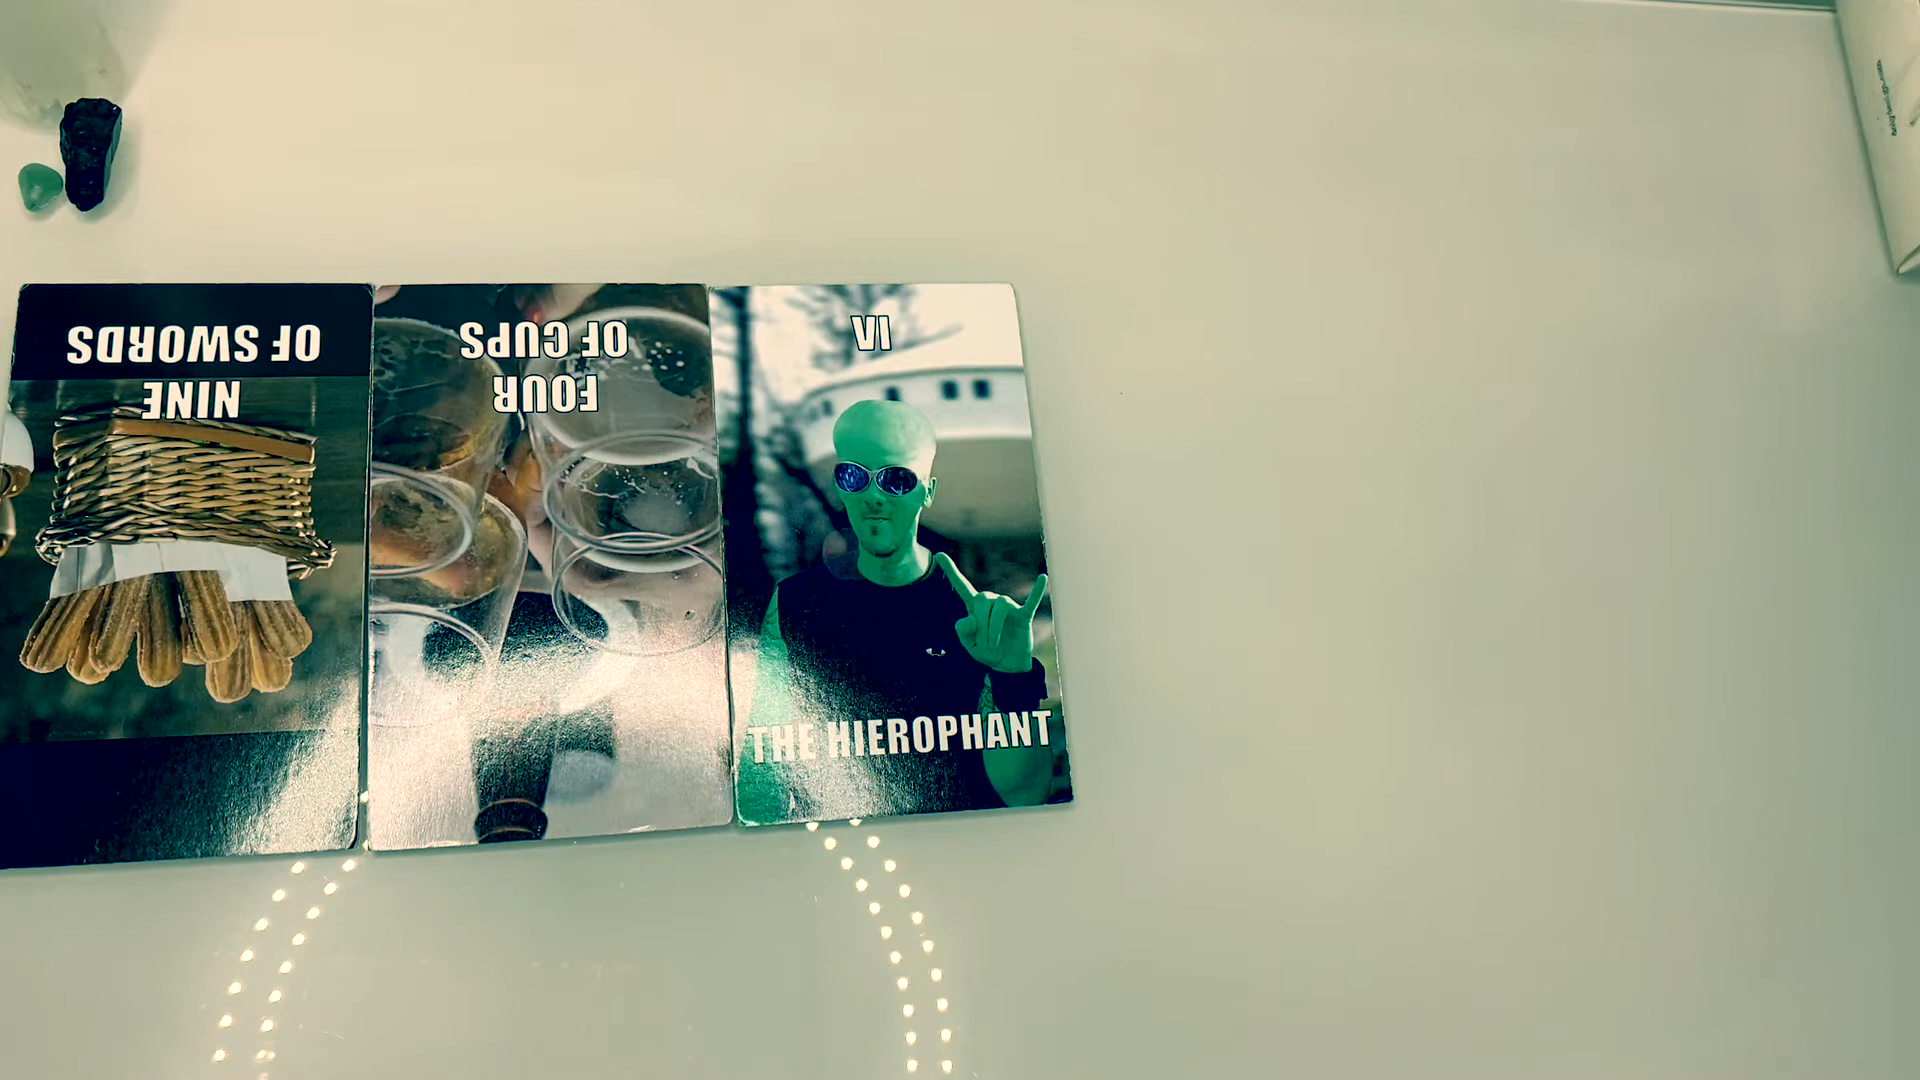 NINE
OF SWORDS
FOUR
OF CUPS
VI
THE HIEROPHANT